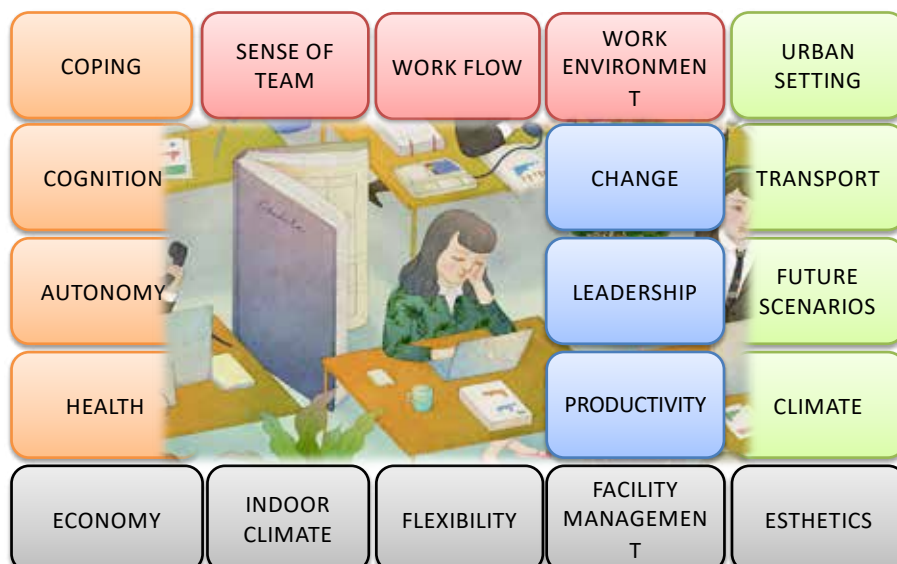 COPING
SENSE OF
TEAM
WORK FLOW
WORK
ENVIRONMEN
T
URBAN
SETTING
COGNITION
CHANGE
TRANSPORT
AUTONOMY
LEADERSHIP
FUTURE
SCENARIOS
HEALTH
PRODUCTIVITY
CLIMATE
ECONOMY
INDOOR
CLIMATE
FLEXIBILITY
FACILITY
MANAGEMEN
T
ESTHETICS